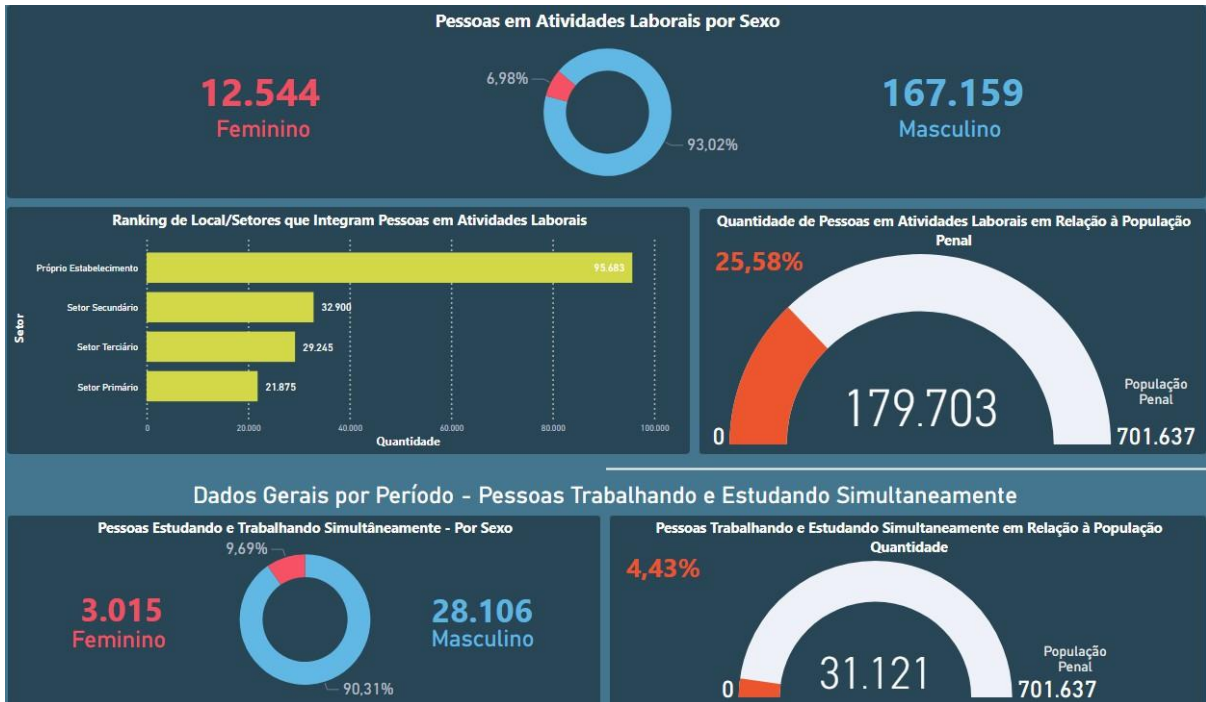 Pessoas em Atividades Laborais por Sexo
12.544
Feminino
6,98%
93,02%
167.159
Masculino
Ranking de Local/Setores que Integram Pessoas em Atividades Laborais
Setor
Próprio Estabelecimento
95.683
Setor Secundário
32.900
Setor Terciário
29.245
Setor Primário
21.875
0
20.000
40.000
60.000
80.000
100.000
Quantidade
Quantidade de Pessoas em Atividades Laborais em Relação à População
Penal
25,58%
179.703
0
População
Penal
701.637
Dados Gerais por Período - Pessoas Trabalhando e Estudando Simultaneamente
Pessoas Estudando e Trabalhando Simultâneamente - Por Sexo
9,69%
3.015
Feminino
28.106
Masculino
90,31%
Pessoas Trabalhando e Estudando Simultaneamente em Relação à População
Quantidade
4,43%
31.121
0
População
Penal
701.637